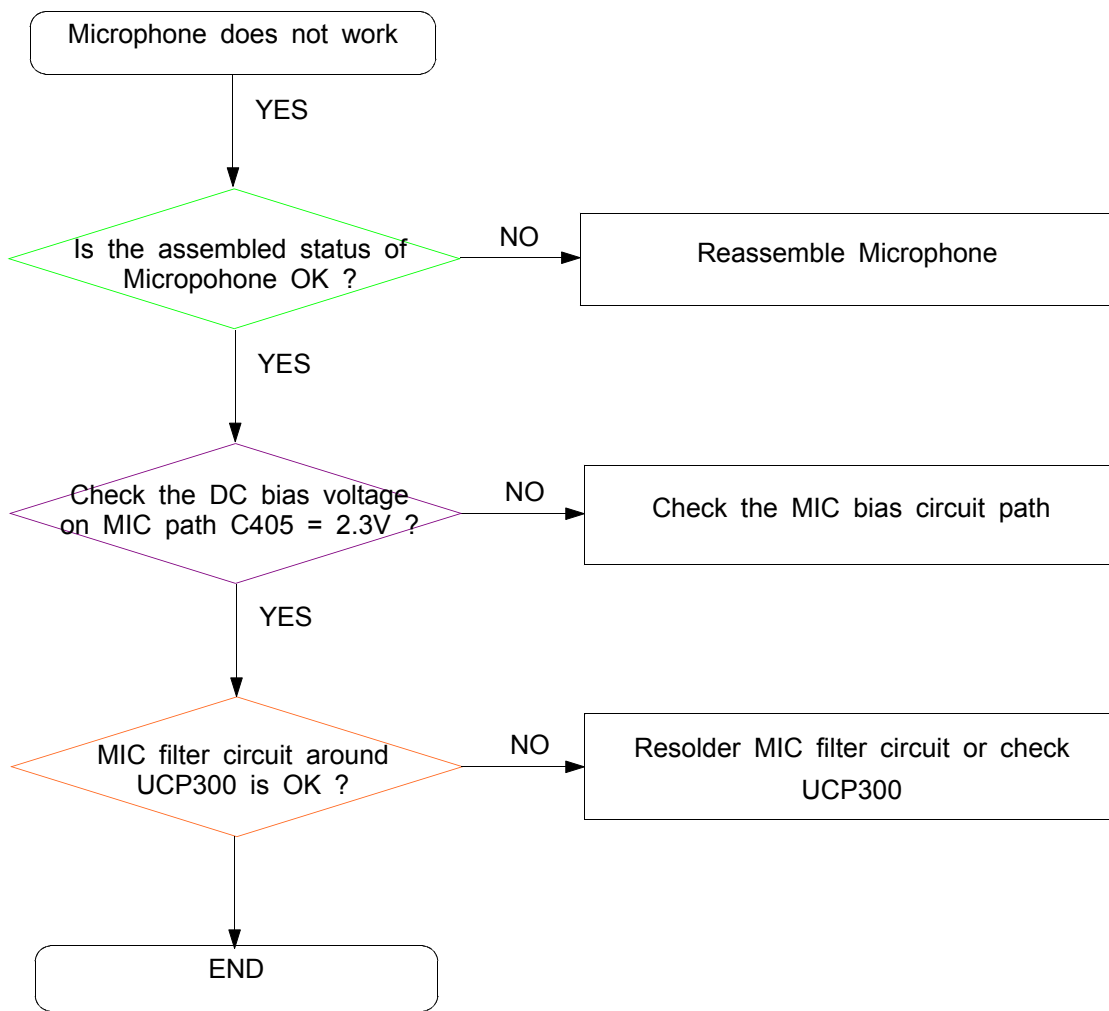 Microphone does not work
YES
Is the assembled status of
Micropohone OK ?
NO
Reassemble Microphone
YES
Check the DC bias voltage
on MIC path C405 = 2.3V ?
NO
Check the MIC bias circuit path
YES
MIC filter circuit around
UCP300 is OK ?
NO
Resolder MIC filter circuit or check
UCP300
END